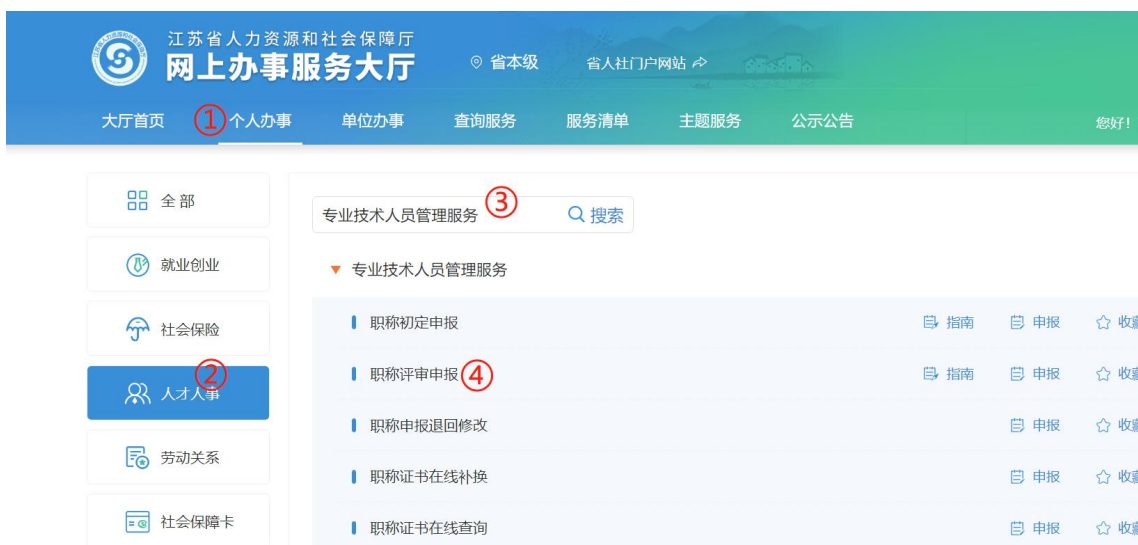 江苏省人力资源和社会保障厅
网上办事服务大厅
省本级
省人社门户网站
大厅首页 ① 个人办事 单位办事 查询服务 服务清单 主题服务 公示公告 您好!
全部
就业创业
社会保险
② 人才人事
劳动关系
社会保障卡
专业技术人员管理服务 ③ 搜索
专业技术人员管理服务
职称初定申报 指南 申报 收
职称评审申报 ④ 指南 申报 收
职称申报退回修改 申报 收
职称证书在线补换 申报 收
职称证书在线查询 申报 收